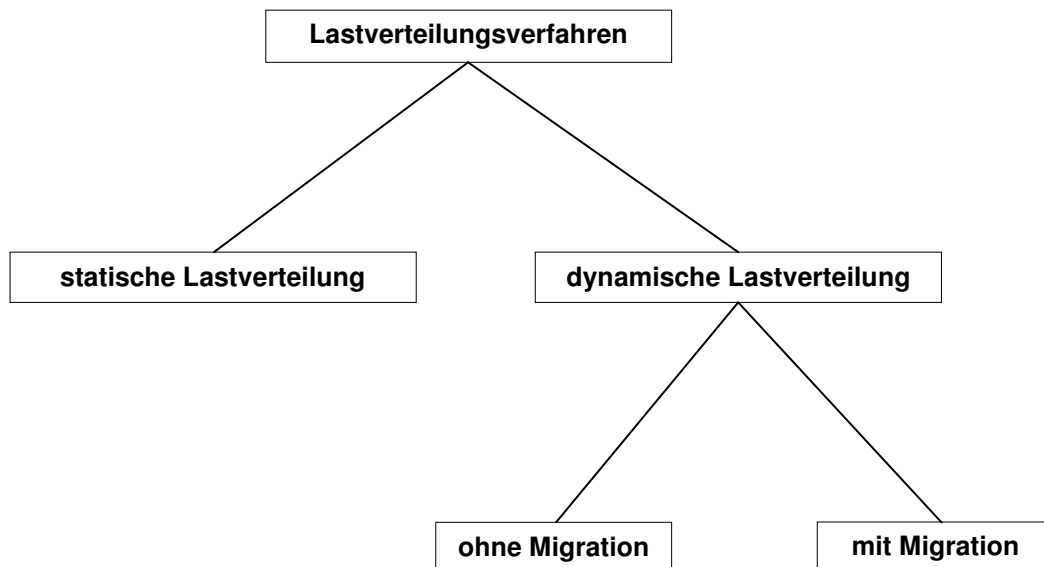 Lastverteilungsverfahren
statische Lastverteilung
dynamische Lastverteilung
ohne Migration
mit Migration